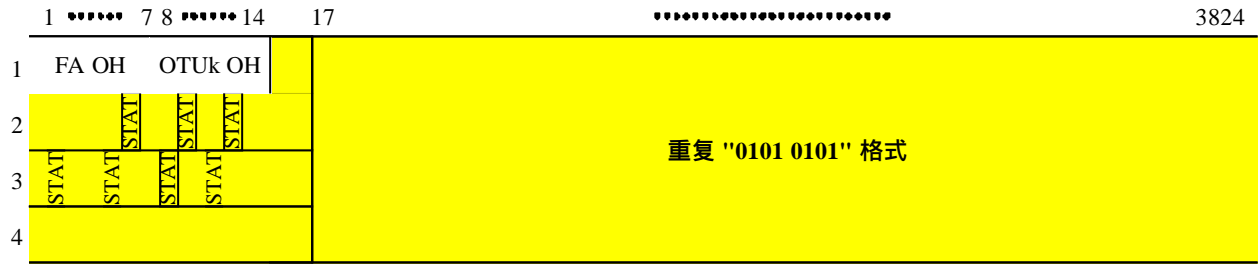 1 7 8 14 17 3824
1 FA OH OTUk OH
2 STAT STAT STAT
重复 "0101 0101" 格式
3 STAT STAT STAT STAT
4